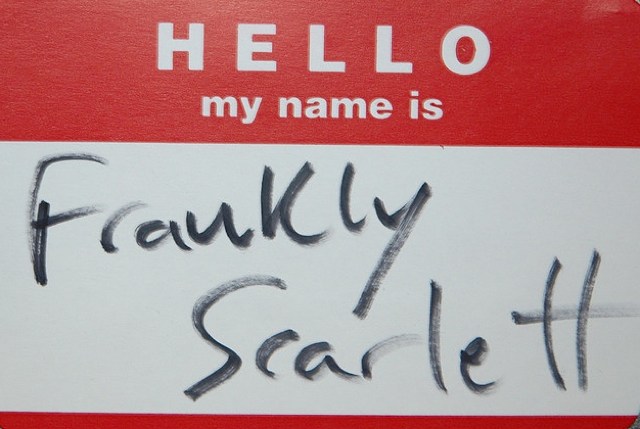 HELLO
my name is
Frankly
Scarlett